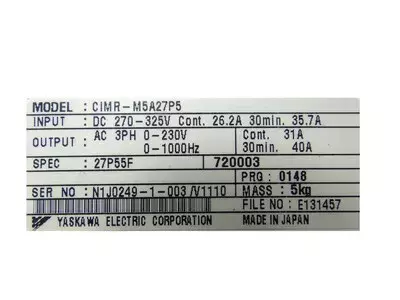 MODEL : CIMR-M5A27P5
INPUT : DC 270-325V Cont. 26.2A 30min. 35.7A
OUTPUT : AC 3PH 0-230V Cont. 31A
0-1000Hz 30min. 40A
SPEC : 27P55F 720003
PRG : 0148
SER NO : N1J0249-1-003/V1110 MASS : 5kg
FILE NO : E131457
YASKAWA ELECTRIC CORPORATION MADE IN JAPAN